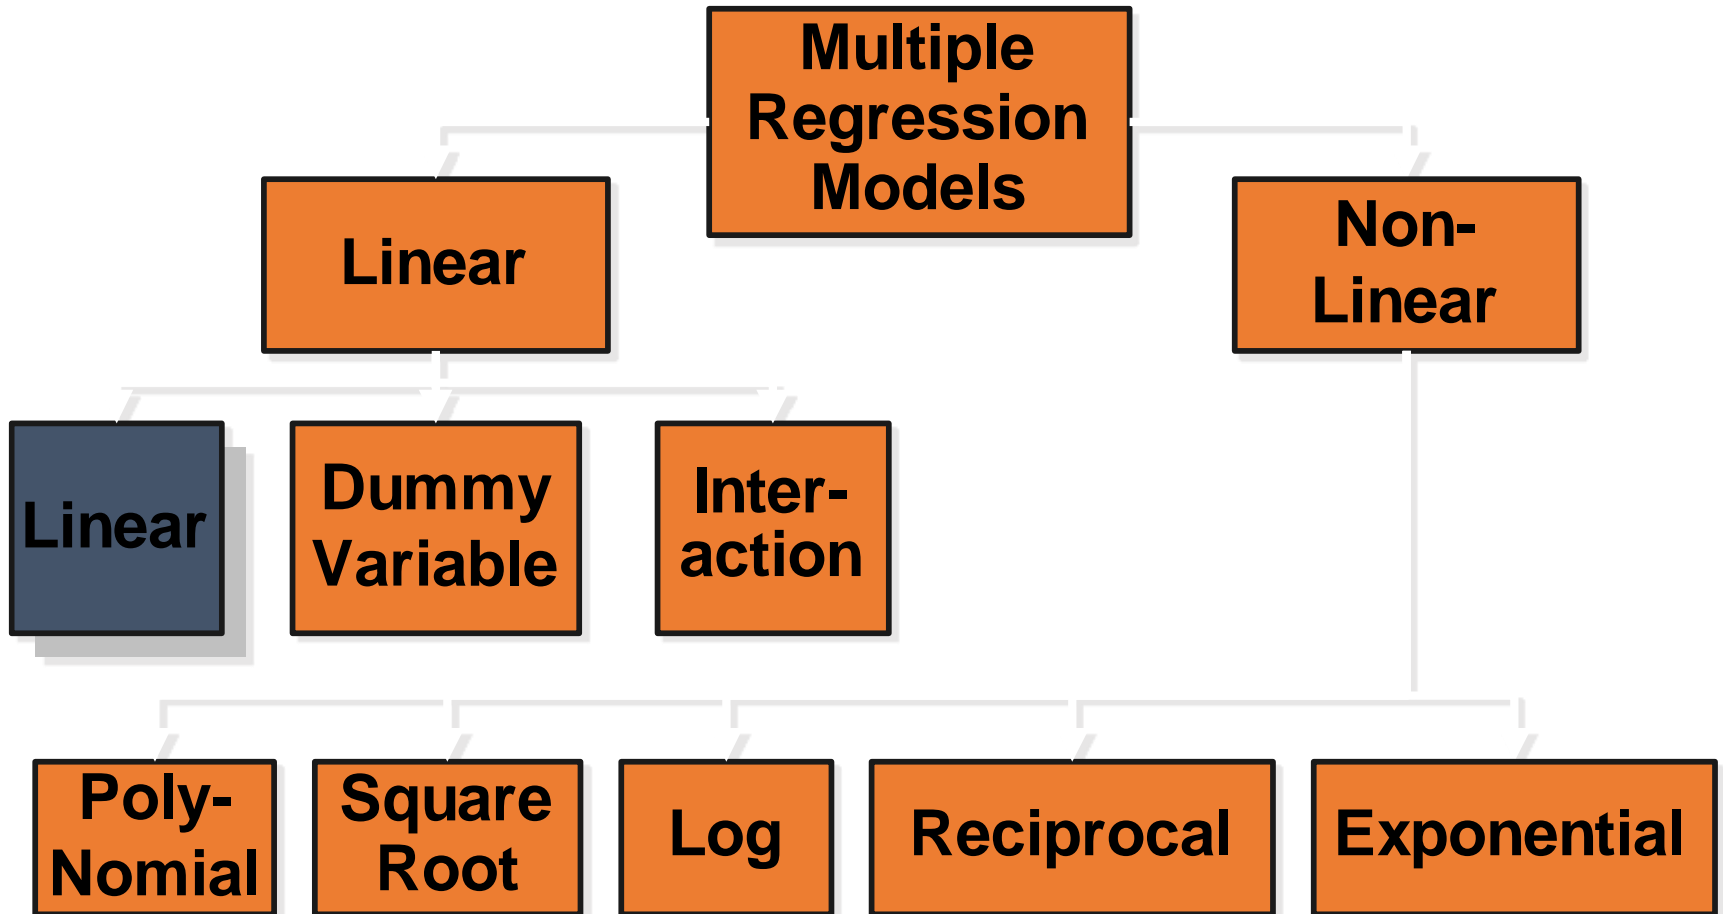 Multiple
Regression
Models
Linear
Non-
Linear
Linear
Dummy
Variable
Inter-
action
Poly-
Nomial
Square
Root
Log
Reciprocal
Exponential